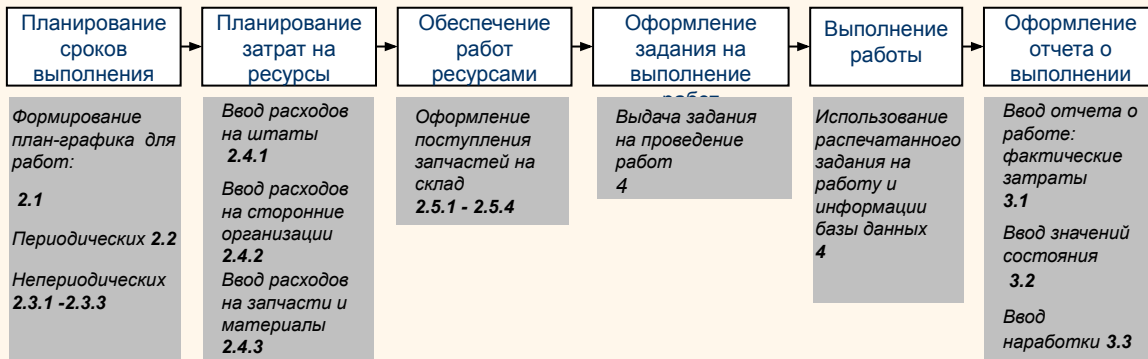 Планирование
сроков
выполнения
Планирование
затрат на
ресурсы
Обеспечение
работ
ресурсами
Оформление
задания на
выполнение
работ
Выполнение
работы
Оформление
отчета о
выполнении
Формирование
план-графика для
работ:
2.1
Периодических 2.2
Непериодических
2.3.1 -2.3.3
Ввод расходов
на штаты
2.4.1
Ввод расходов
на сторонние
организации
2.4.2
Ввод расходов
на запчасти и
материалы
2.4.3
Оформление
поступления
запчастей на
склад
2.5.1 - 2.5.4
Выдача задания
на проведение
работ
4
Использование
распечатанного
задания на
работу и
информации
базы данных
4
Ввод отчета о
работе:
фактические
затраты
3.1
Ввод значений
состояния
3.2
Ввод
наработки 3.3